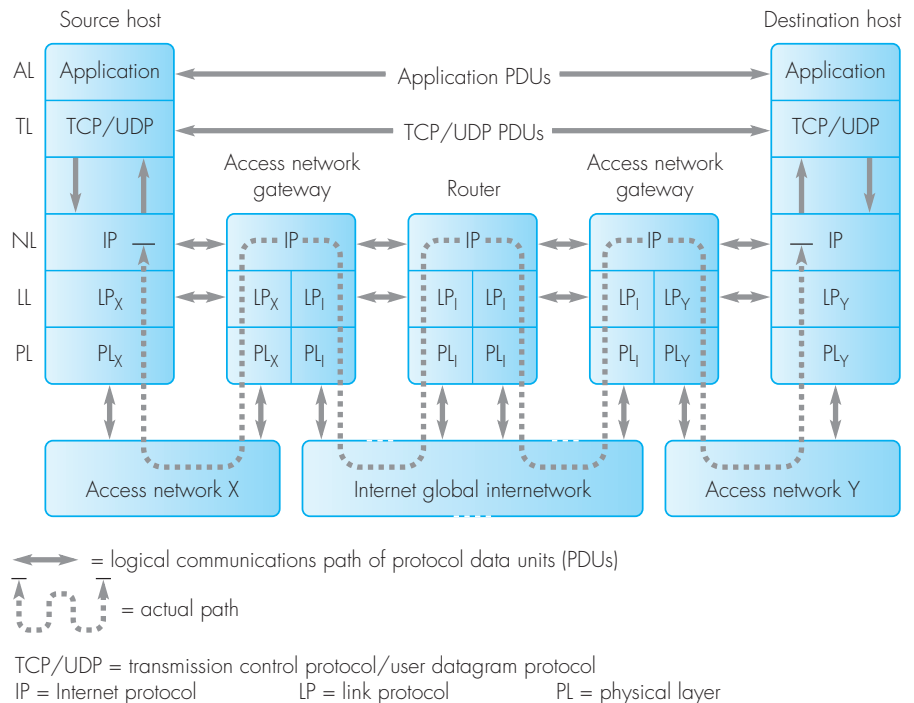 Source host
Destination host
AL
Application
Application PDUs
Application
TL
TCP/UDP
TCP/UDP PDUs
TCP/UDP
Access network
gateway
Router
Access network
gateway
NL
IP
IP
IP
IP
IP
LL
LPX
LPX
LPI
LPI
LPI
LPI
LPY
LPY
PL
PLX
PLX
PLI
PLI
PLI
PLI
PLY
PLY
Access network X
Internet global internetwork
Access network Y
= logical communications path of protocol data units (PDUs)
= actual path
TCP/UDP = transmission control protocol/user datagram protocol
IP = Internet protocol
LP = link protocol
PL = physical layer